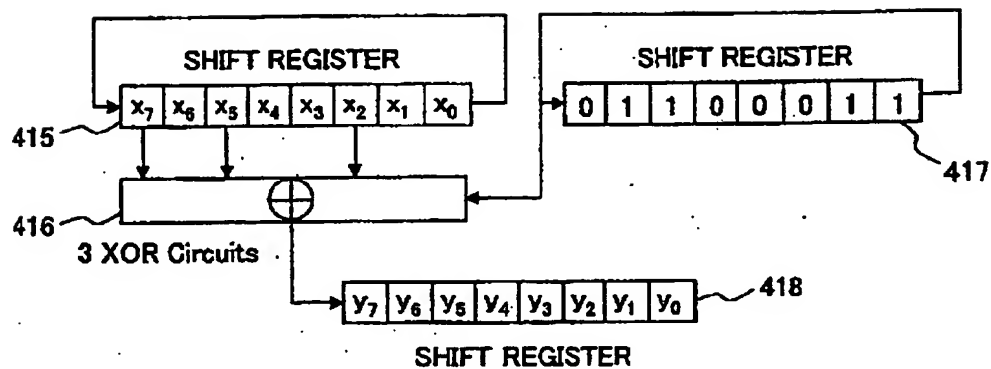 SHIFT REGISTER
SHIFT REGISTER
x₇ x₆ x₅ x₄ x₃ x₂ x₁ x₀
0 1 1 0 0 0 1 1
415
417
416
3 XOR Circuits
y₇ y₆ y₅ y₄ y₃ y₂ y₁ y₀
418
SHIFT REGISTER